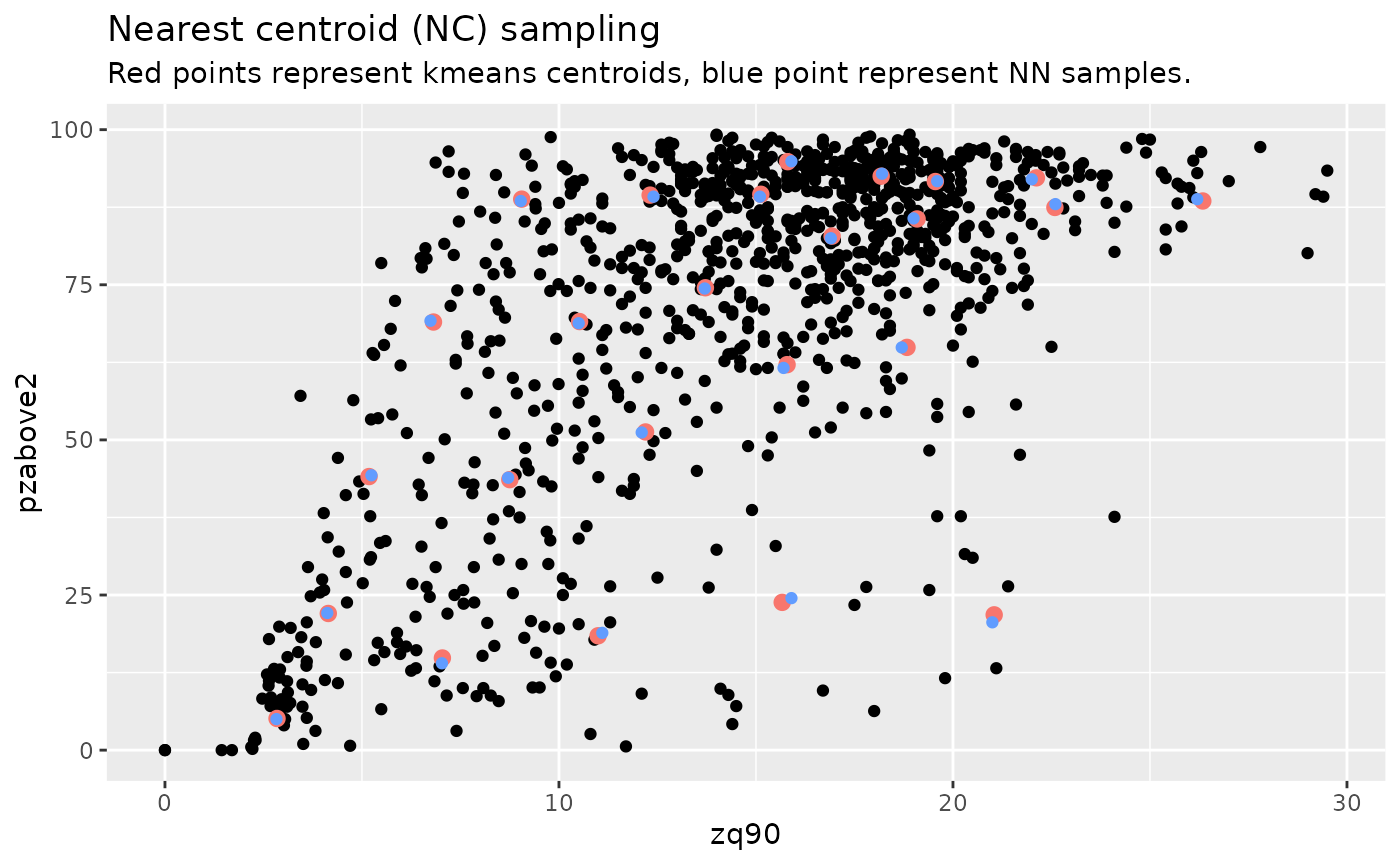 Nearest centroid (NC) sampling
Red points represent kmeans centroids, blue point represent NN samples.
100
75
50
25
0
pzabove2
0
10
20
30
zq90